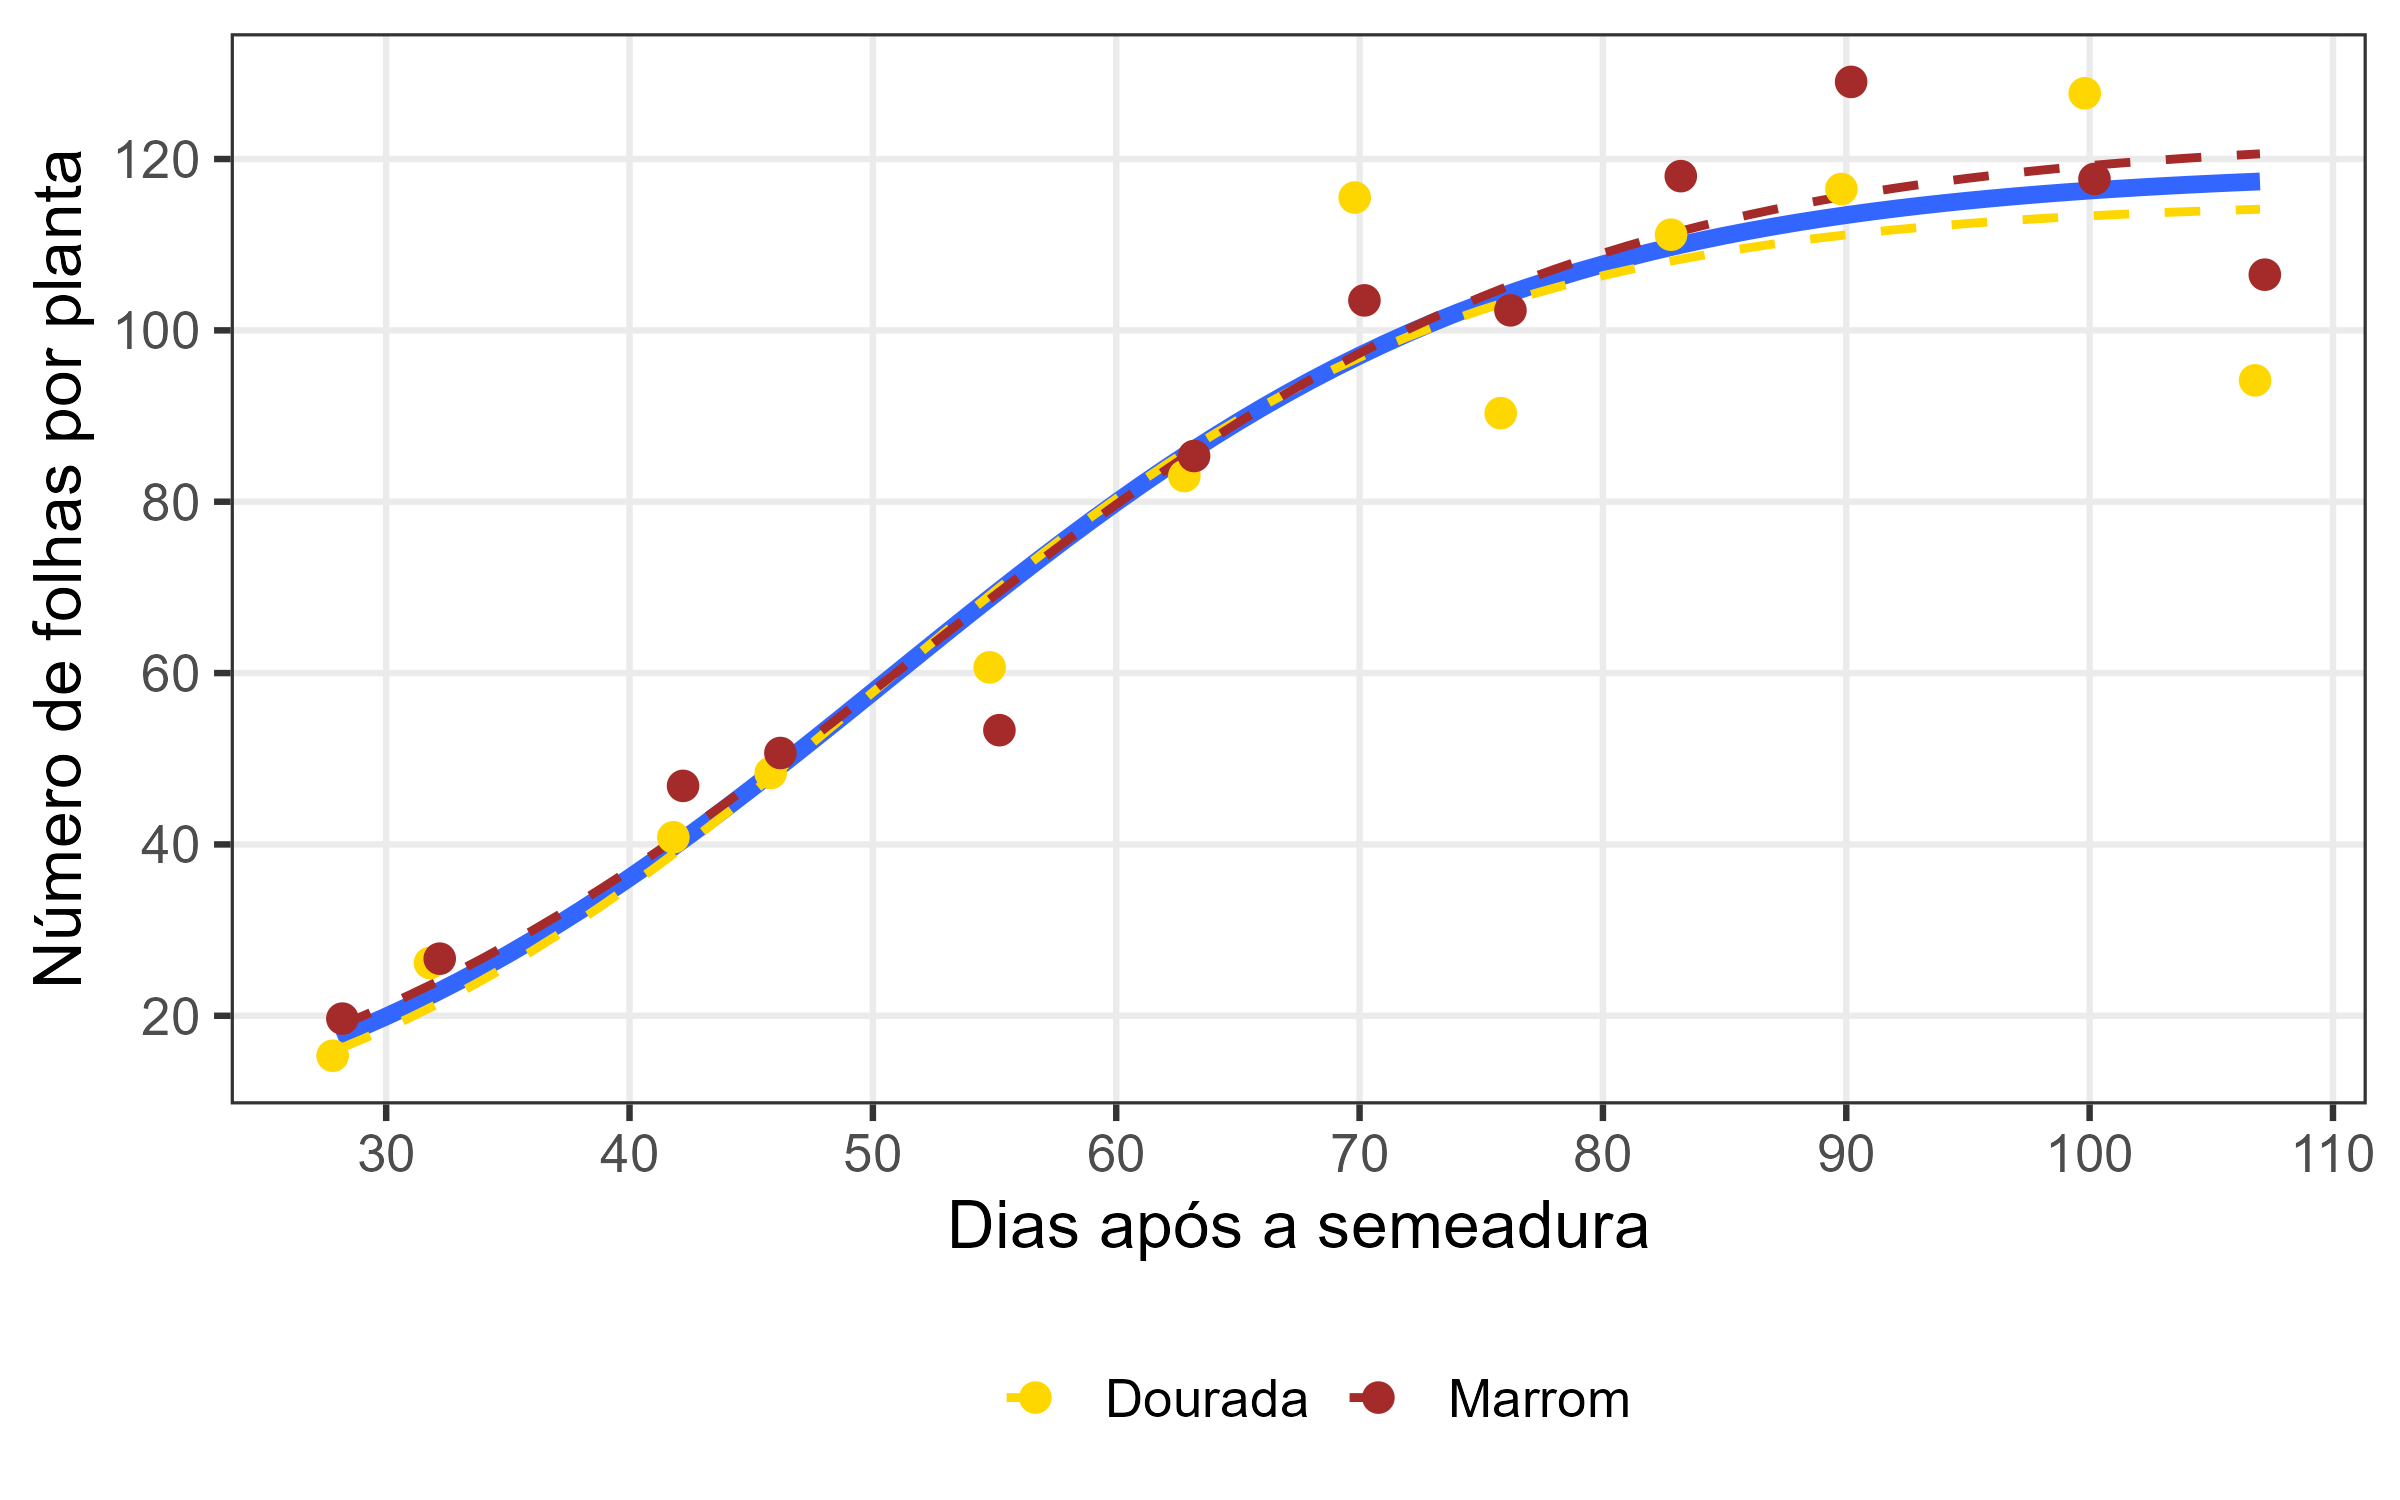 Número de folhas por planta
120
100
80
60
40
20
30 40 50 60 70 80 90 100 110
Dias após a semeadura
Dourada Marrom